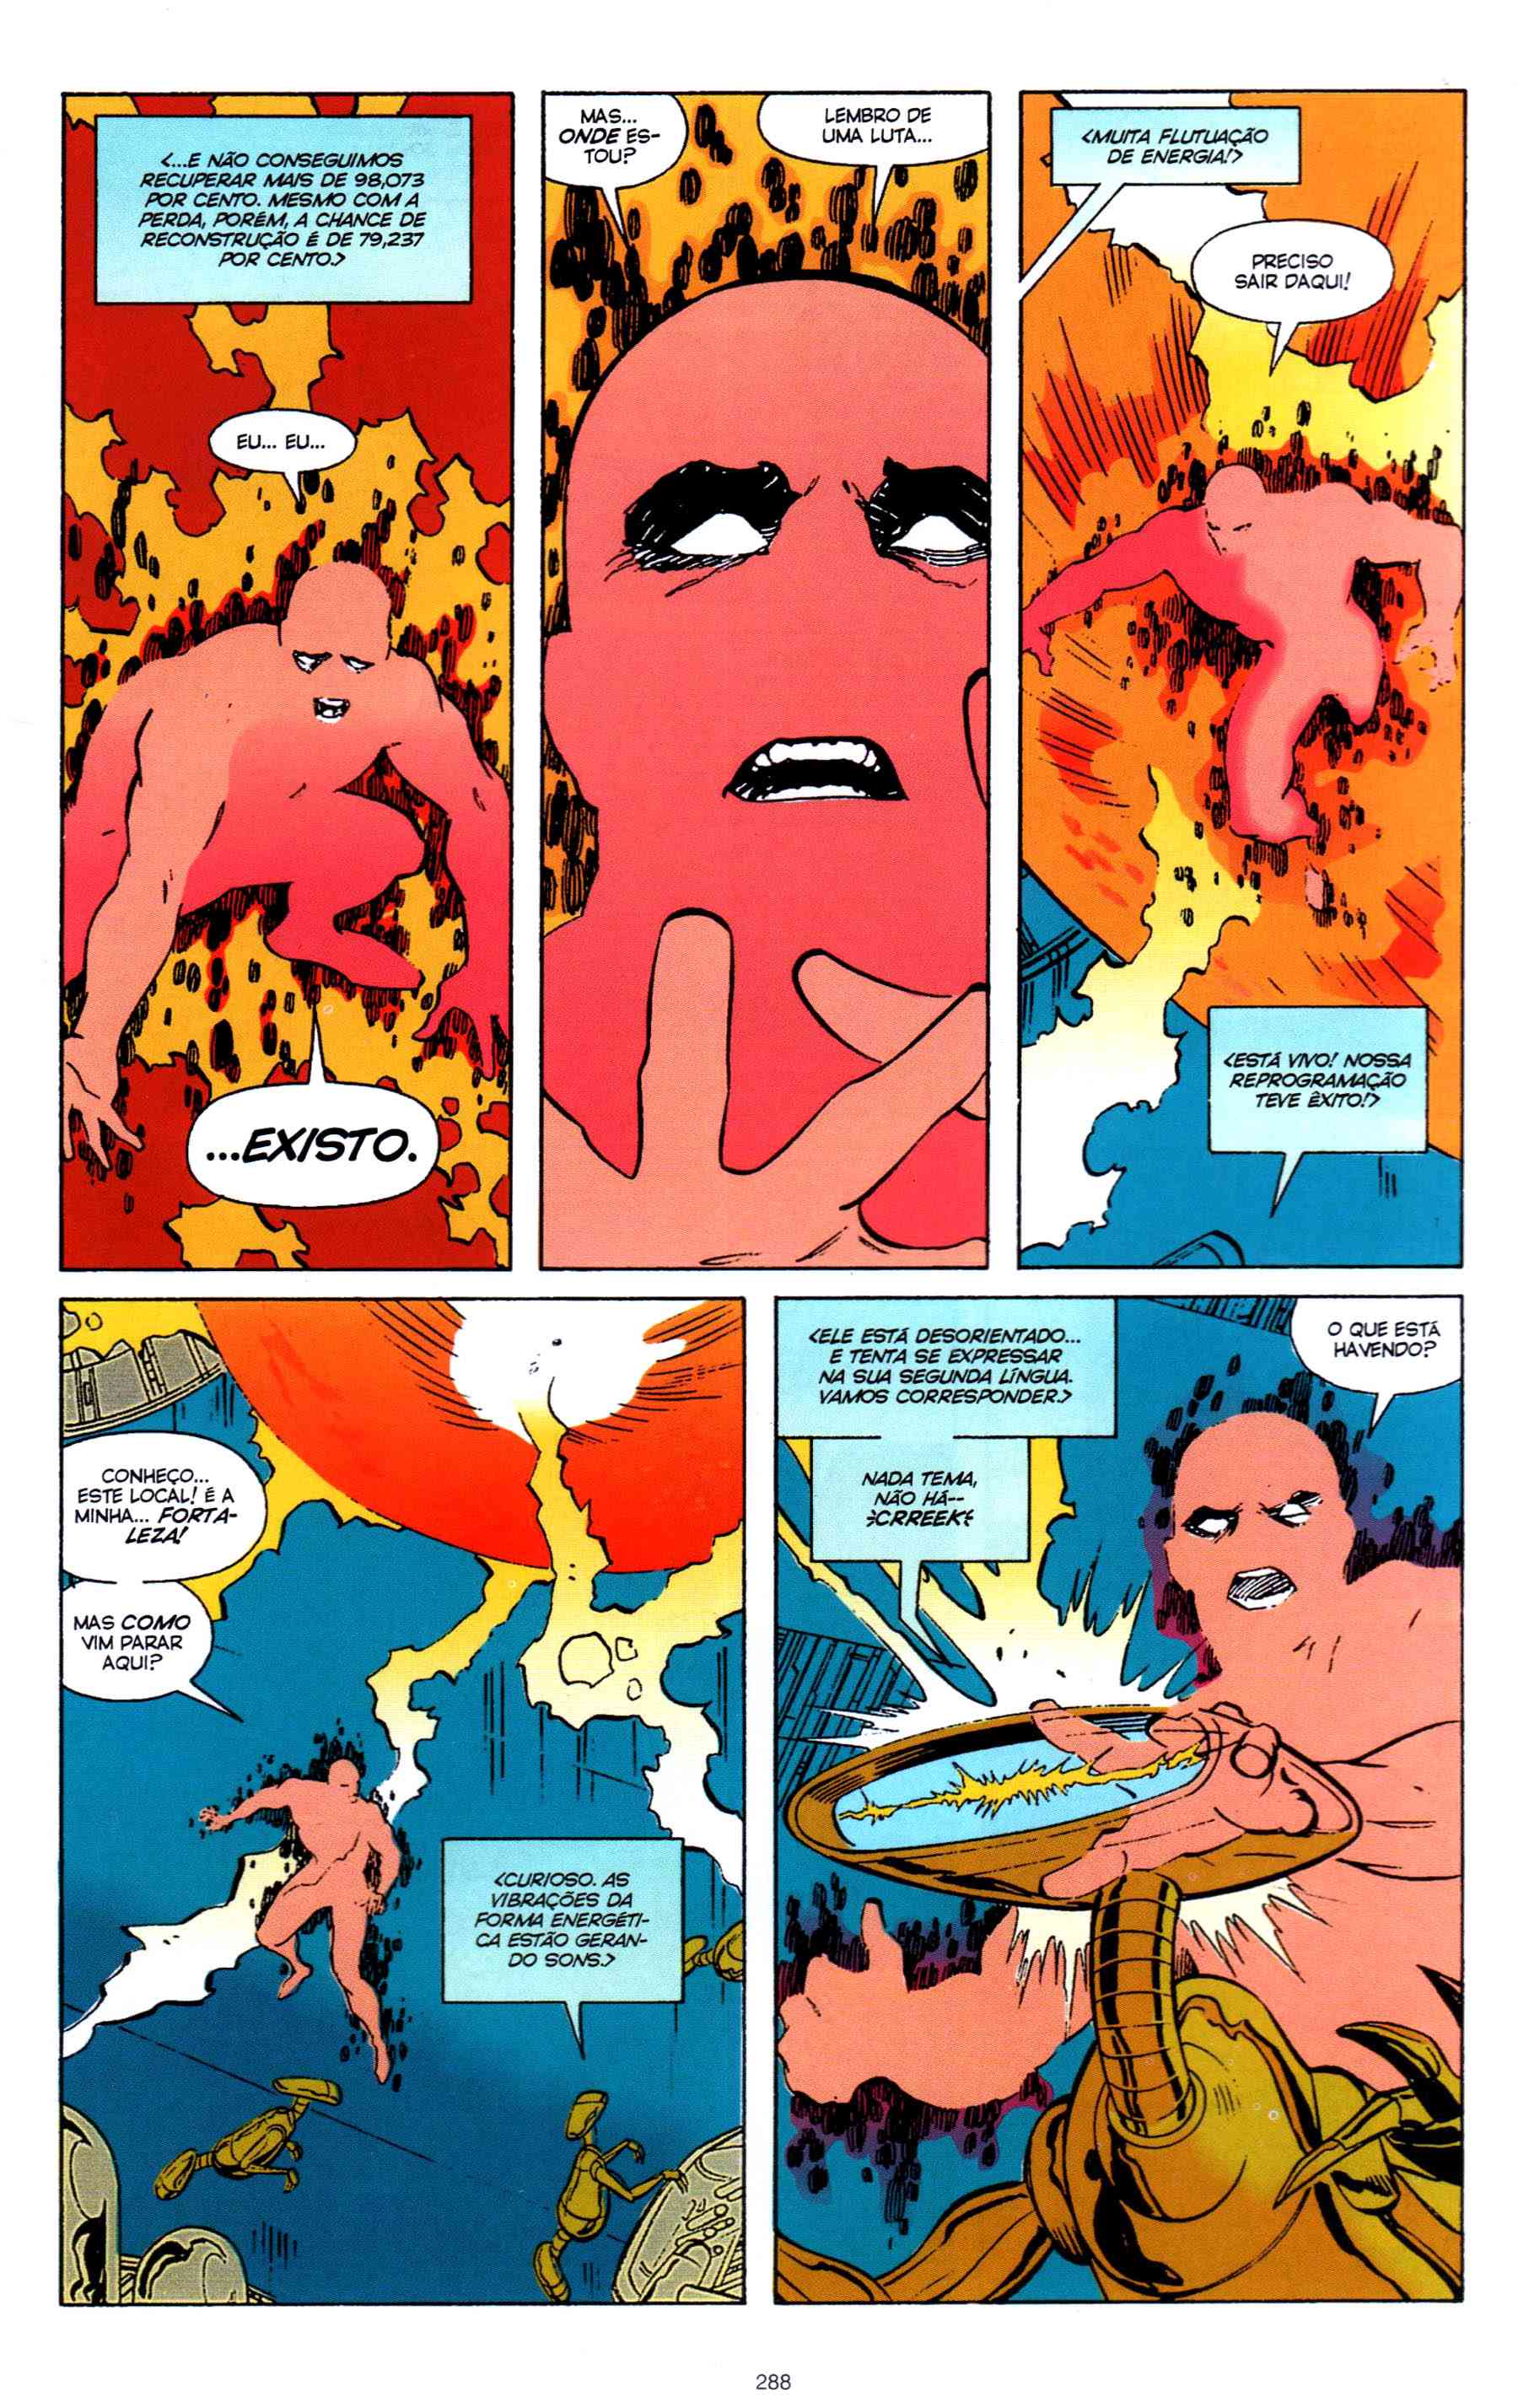 <...E NÃO CONSEGUIMOS
RECUPERAR MAIS DE 98,073
POR CENTO. MESMO COM A
PERDA, PORÉM, A CHANCE DE
RECONSTRUÇÃO É DE 79,237
POR CENTO.>
EU... EU...
...EXISTO.
MAS...
ONDE ES-
TOU?
LEMBRO DE
UMA LUTA...
<MUITA FLUTUAÇÃO
DE ENERGIA!>
PRECISO
SAIR DAQUI!
<ESTÁ VIVO! NOSSA
REPROGRAMAÇÃO
TEVE ÊXITO!>
CONHEÇO...
ESTE LOCAL! É A
MINHA... FORTA-
LEZA!
MAS COMO
VIM PARAR
AQUI?
<CURIOSO. AS
VIBRAÇÕES DA
FORMA ENERGÉTI-
CA ESTÃO GERAN-
DO SONS.>
<ELE ESTÁ DESORIENTADO...
E TENTA SE EXPRESSAR
NA SUA SEGUNDA LÍNGUA.
VAMOS CORRESPONDER.>
NADA TEMA,
NÃO HÁ--
>CRREEK<
O QUE ESTÁ
HAVENDO?
288